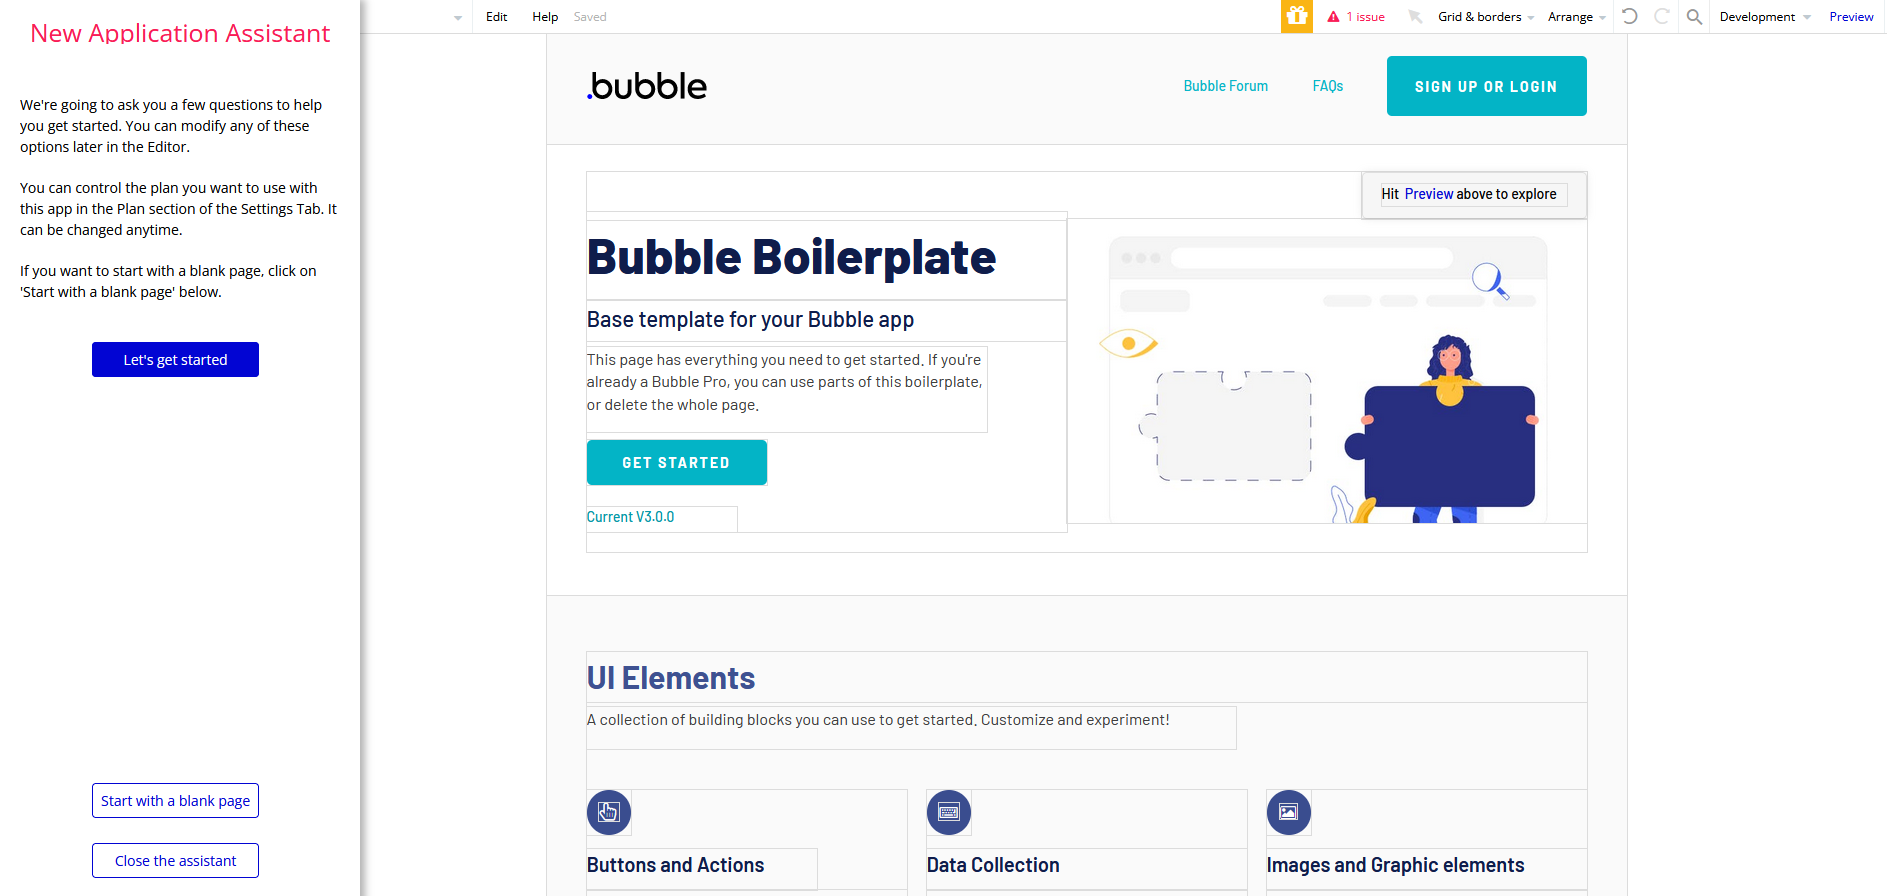 New Application Assistant
We're going to ask you a few questions to help
you get started. You can modify any of these
options later in the Editor.
You can control the plan you want to use with
this app in the Plan section of the Settings Tab. It
can be changed anytime.
If you want to start with a blank page, click on
'Start with a blank page' below.
Let's get started
Start with a blank page
Close the assistant
Edit Help Saved
1 issue Grid & borders Arrange Development Preview
.bubble
Bubble Forum FAQs SIGN UP OR LOGIN
Hit Preview above to explore
Bubble Boilerplate
Base template for your Bubble app
This page has everything you need to get started. If you're
already a Bubble Pro, you can use parts of this boilerplate,
or delete the whole page.
GET STARTED
Current V3.0.0
UI Elements
A collection of building blocks you can use to get started. Customize and experiment!
Buttons and Actions
Data Collection
Images and Graphic elements